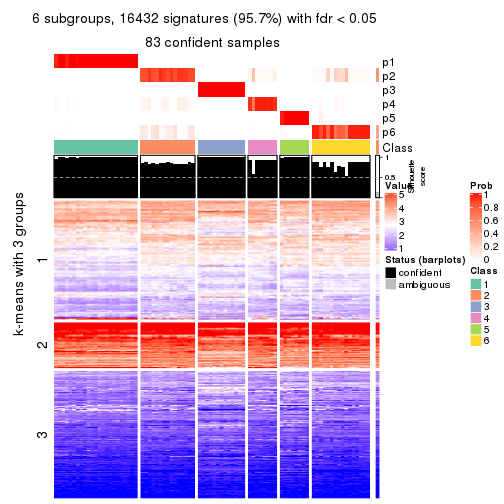 6 subgroups, 16432 signatures (95.7%) with fdr < 0.05
83 confident samples
p1
p2
p3
p4
p5
p6
Class
1
0.5
0
Silhouette
score
k-means with 3 groups
1
2
3
Value
5
4
3
2
1
Status (barplots)
confident
ambiguous
Prob
1
0.8
0.6
0.4
0.2
0
Class
1
2
3
4
5
6